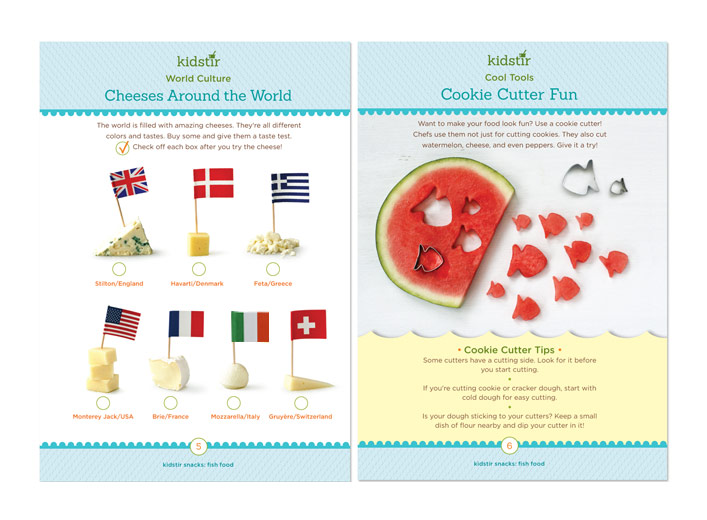 kidstir
World Culture
Cheeses Around the World
The world is filled with amazing cheeses. They're all different
colors and tastes. Buy some and give them a taste test.
Check off each box after you try the cheese!
Stilton/England
Havarti/Denmark
Feta/Greece
Monterey Jack/USA
Brie/France
Mozzarella/Italy
Gruyère/Switzerland
5
kidstir snacks: fish food
kidstir
Cool Tools
Cookie Cutter Fun
Want to make your food look fun? Use a cookie cutter!
Chefs use them not just for cutting cookies. They also cut
watermelon, cheese, and even peppers. Give it a try!
• Cookie Cutter Tips •
Some cutters have a cutting side. Look for it before
you start cutting.
•
If you're cutting cookie or cracker dough, start with
cold dough for easy cutting.
•
Is your dough sticking to your cutters? Keep a small
dish of flour nearby and dip your cutter in it!
6
kidstir snacks: fish food